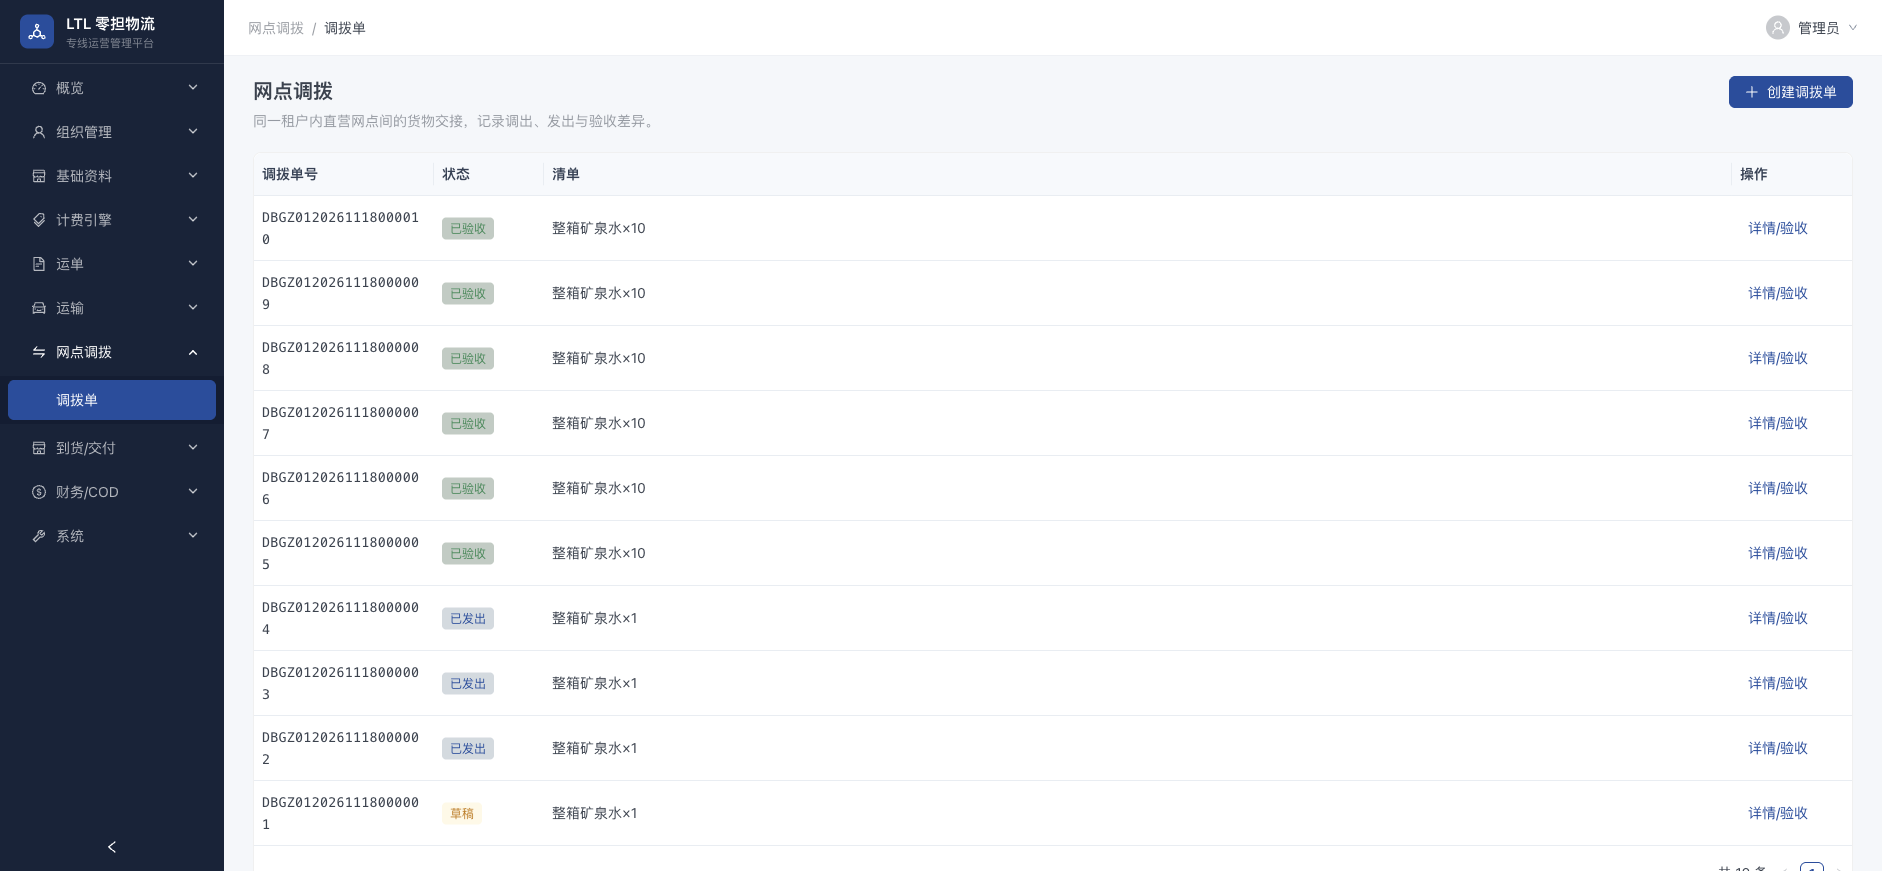 LTL 零担物流
专线运营管理平台
概览
组织管理
基础资料
计费引擎
运单
运输
网点调拨
调拨单
到货/交付
财务/COD
系统
网点调拨 / 调拨单
管理员
网点调拨
同一租户内直营网点间的货物交接，记录调出、发出与验收差异。
创建调拨单
调拨单号 状态 清单 操作
DBGZ012026111800001
0
已验收 整箱矿泉水×10 详情/验收
DBGZ012026111800000
9
已验收 整箱矿泉水×10 详情/验收
DBGZ012026111800000
8
已验收 整箱矿泉水×10 详情/验收
DBGZ012026111800000
7
已验收 整箱矿泉水×10 详情/验收
DBGZ012026111800000
6
已验收 整箱矿泉水×10 详情/验收
DBGZ012026111800000
5
已验收 整箱矿泉水×10 详情/验收
DBGZ012026111800000
4
已发出 整箱矿泉水×1 详情/验收
DBGZ012026111800000
3
已发出 整箱矿泉水×1 详情/验收
DBGZ012026111800000
2
已发出 整箱矿泉水×1 详情/验收
DBGZ012026111800000
1
草稿 整箱矿泉水×1 详情/验收